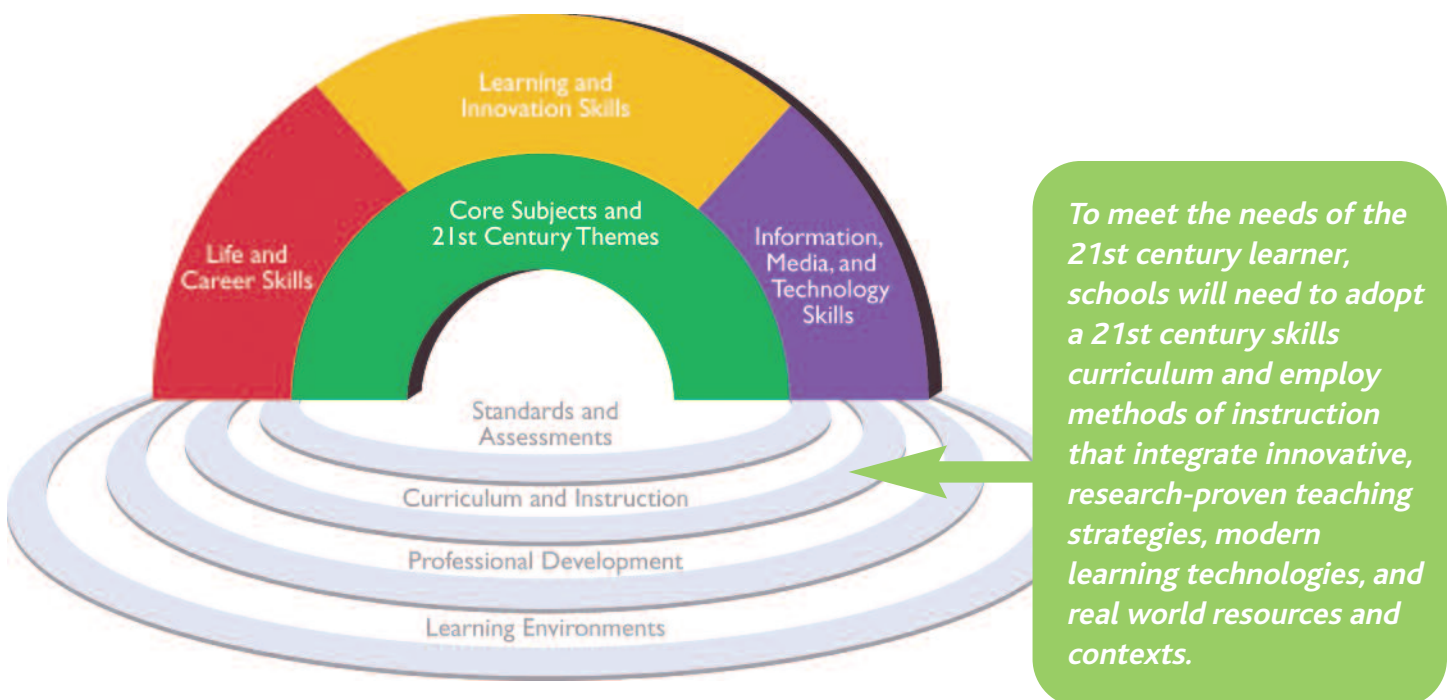 Learning and
Innovation Skills
Core Subjects and
21st Century Themes
Life and
Career Skills
Information,
Media, and
Technology
Skills
Standards and
Assessments
Curriculum and Instruction
Professional Development
Learning Environments
To meet the needs of the
21st century learner,
schools will need to adopt
a 21st century skills
curriculum and employ
methods of instruction
that integrate innovative,
research-proven teaching
strategies, modern
learning technologies, and
real world resources and
contexts.